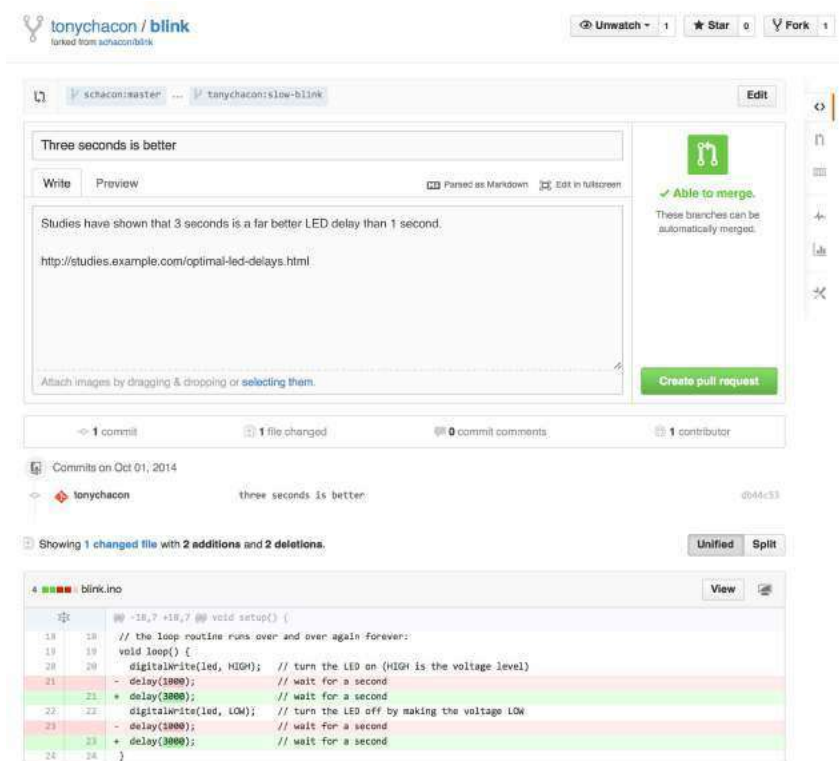 tonychacon / blink
forked from schacon/blink
Unwatch 1 Star 0 Fork 1
schacon:master ... tonychacon:slow-blink Edit
Three seconds is better
Write Preview Parsed as Markdown Edit in fullscreen
Able to merge.
These branches can be
automatically merged.
Studies have shown that 3 seconds is a far better LED delay than 1 second.
http://studies.example.com/optimal-led-delays.html
Attach images by dragging & dropping or selecting them.
Create pull request
1 commit 1 file changed 0 commit comments 1 contributor
Commits on Oct 01, 2014
tonychacon three seconds is better db44c53
Showing 1 changed file with 2 additions and 2 deletions. Unified Split
4 blink.ino View
@@ -18,7 +18,7 @@ void setup() {
18 18 // the loop routine runs over and over again forever:
19 19 void loop() {
20 20 digitalWrite(led, HIGH); // turn the LED on (HIGH is the voltage level)
21 - delay(1000); // wait for a second
21 + delay(3000); // wait for a second
22 22 digitalWrite(led, LOW); // turn the LED off by making the voltage LOW
23 - delay(1000); // wait for a second
23 + delay(3000); // wait for a second
24 24 }